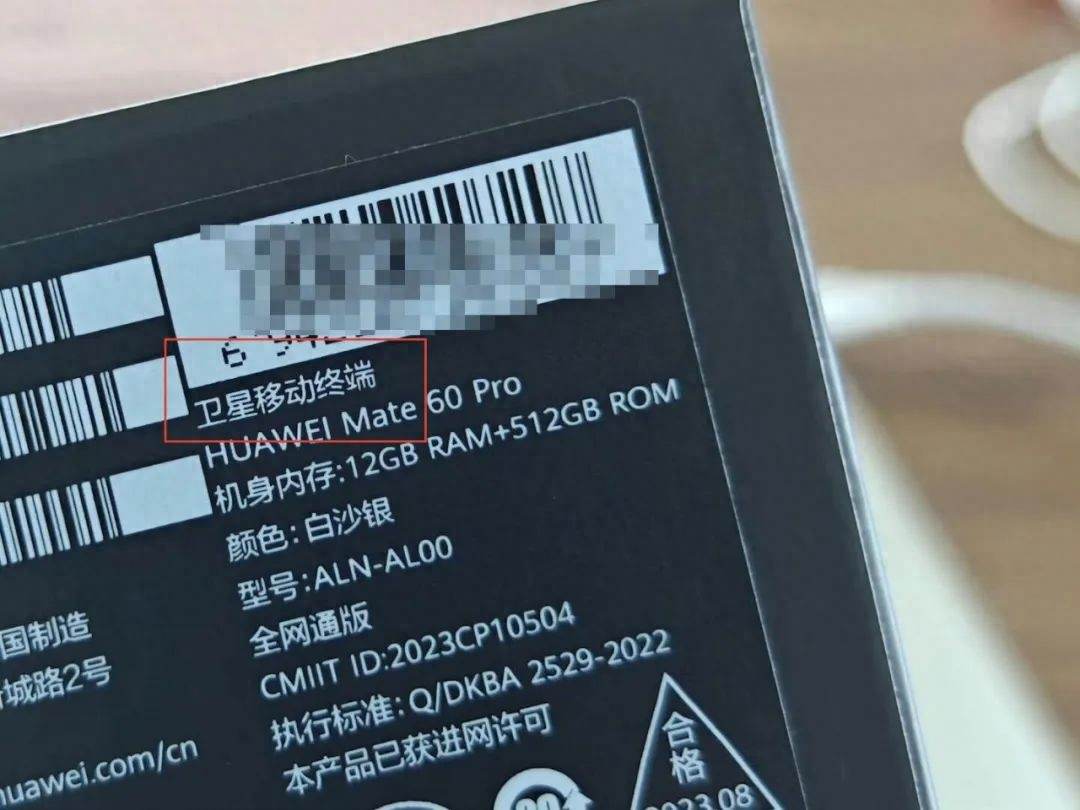 卫星移动终端
HUAWEI Mate 60 Pro
机身内存:12GB RAM+512GB ROM
颜色:白沙银
型号:ALN-AL00
全网通版
CMIIT ID:2023CP10504
执行标准:Q/DKBA 2529-2022
本产品已获进网许可
国制造
城路2号
huawei.com/cn
合格
2023.08
20